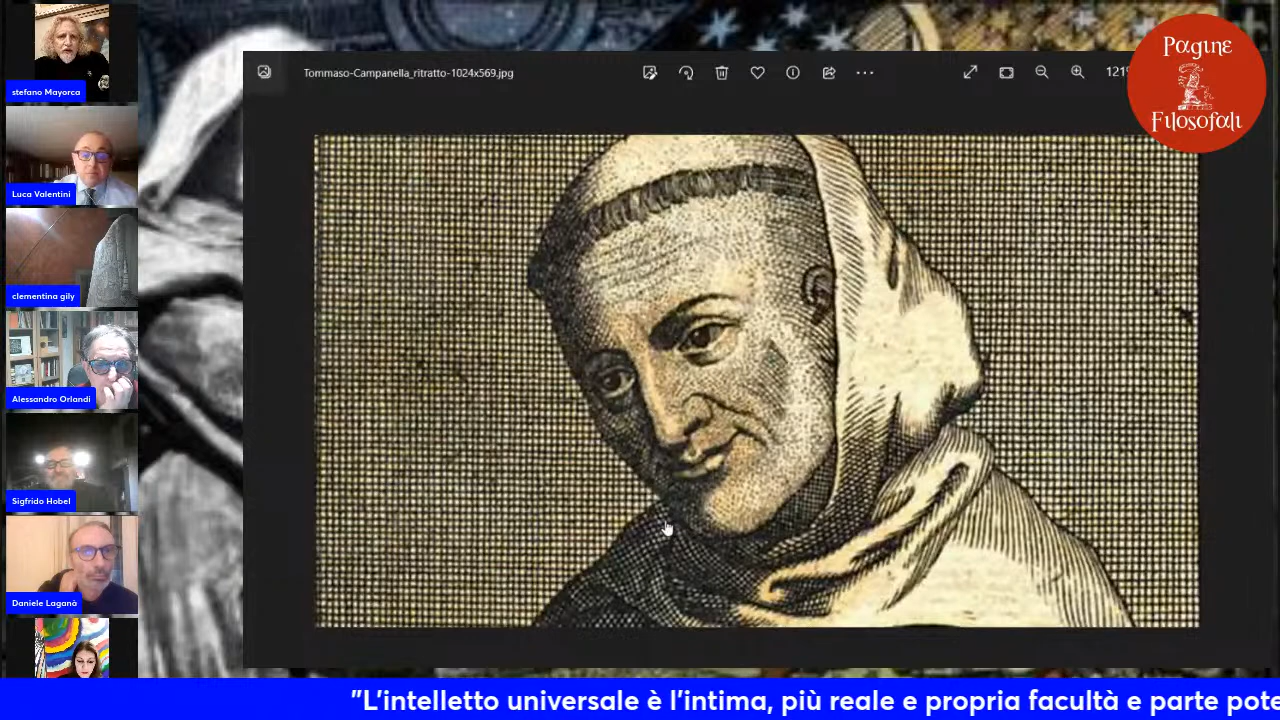 stefano Mayorca
Luca Valentini
clementina gily
Alessandro Orlandi
Sigfrido Hobel
Daniele Laganà
Tommaso-Campanella_ritratto-1024x569.jpg
Pagine
Filosofali
"L'intelletto universale è l'intima, più reale e propria facultà e parte pote